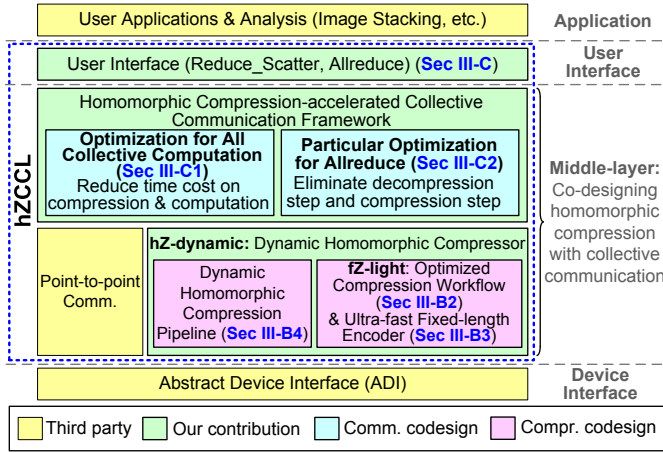 User Applications & Analysis (Image Stacking, etc.)
Application
User Interface (Reduce_Scatter, Allreduce) (Sec III-C)
User
Interface
hZCCL
Homomorphic Compression-accelerated Collective
Communication Framework
Optimization for All
Collective Computation
(Sec III-C1)
Reduce time cost on
compression & computation
Particular Optimization
for Allreduce (Sec III-C2)
Eliminate decompression
step and compression step
Middle-layer:
Co-designing
homomorphic
compression
with collective
communication
Point-to-point
Comm.
hZ-dynamic: Dynamic Homomorphic Compressor
Dynamic
Homomorphic
Compression
Pipeline (Sec III-B4)
fZ-light: Optimized
Compression Workflow
(Sec III-B2)
& Ultra-fast Fixed-length
Encoder (Sec III-B3)
Abstract Device Interface (ADI)
Device
Interface
Third party
Our contribution
Comm. codesign
Compr. codesign